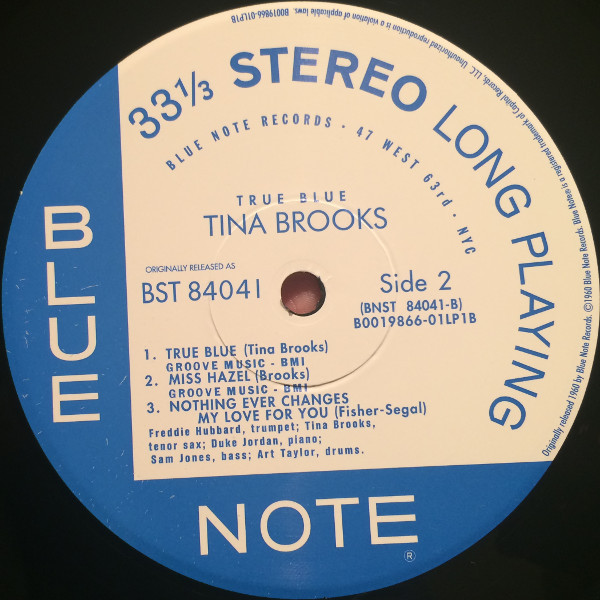 33⅓ STEREO LONG PLAYING
BLUE NOTE RECORDS · 47 WEST 63rd · NYC
TRUE BLUE
TINA BROOKS
ORIGINALLY RELEASED AS
BST 84041
Side 2
(BNST 84041-B)
B0019866-01LP1B
1. TRUE BLUE (Tina Brooks)
GROOVE MUSIC - BMI
2. MISS HAZEL (Brooks)
GROOVE MUSIC - BMI
3. NOTHING EVER CHANGES
MY LOVE FOR YOU (Fisher-Segal)
Freddie Hubbard, trumpet; Tina Brooks,
tenor sax; Duke Jordan, piano;
Sam Jones, bass; Art Taylor, drums.
BLUE
NOTE
®
Originally released 1960 by Blue Note Records. ©1960 Blue Note Records. Blue Note® is a registered trademark of Capitol Records, LLC. Unauthorized reproduction is a violation of applicable laws. B0019866-01LP1B